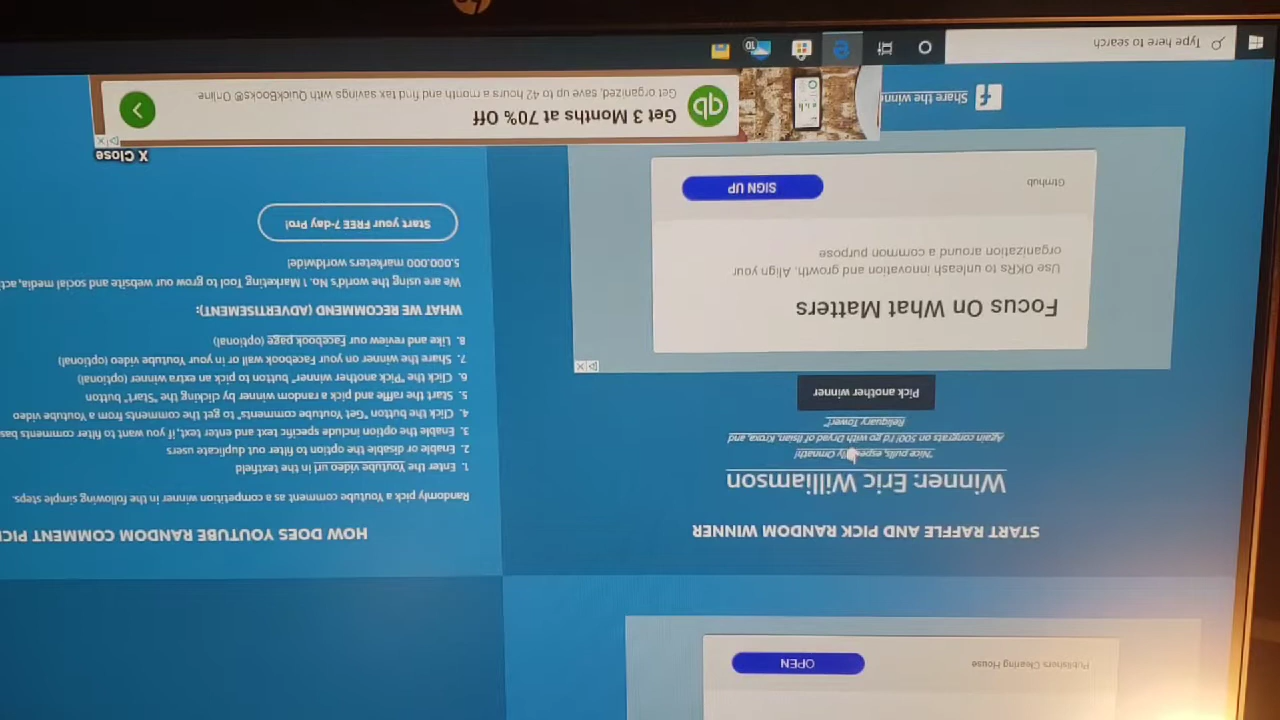 Publishers Clearing House
OPEN
START RAFFLE AND PICK RANDOM WINNER
Winner: Eric Williamson
"Nice pulls, especially Omnath!
Again congrats on 500! I'd go with Dryad of Ilsian, Kroxa, and
Reliquary Tower."
Pick another winner
Focus On What Matters
Use OKRs to unleash innovation and growth. Align your
organization around a common purpose
Gtmhub
SIGN UP
Share the winne
HOW DOES YOUTUBE RANDOM COMMENT PICK
Randomly pick a Youtube comment as a competition winner in the following simple steps.
1. Enter the Youtube video url in the textfield
2. Enable or disable the option to filter out duplicate users
3. Enable the option include specific text and enter text, if you want to filter comments bas
4. Click the button "Get Youtube comments" to get the comments from a Youtube video
5. Start the raffle and pick a random winner by clicking the "Start" button
6. Click the "Pick another winner" button to pick an extra winner (optional)
7. Share the winner on your Facebook wall or in your Youtube video (optional)
8. Like and review our Facebook page (optional)
WHAT WE RECOMMEND (ADVERTISEMENT):
We are using the world's No. 1 Marketing Tool to grow our website and social media, acti
5.000.000 marketers worldwide!
Start your FREE 7-day Pro!
X Close
qb
Get 3 Months at 70% Off
Get organized, save up to 42 hours a month and find tax savings with QuickBooks® Online
Type here to search
10